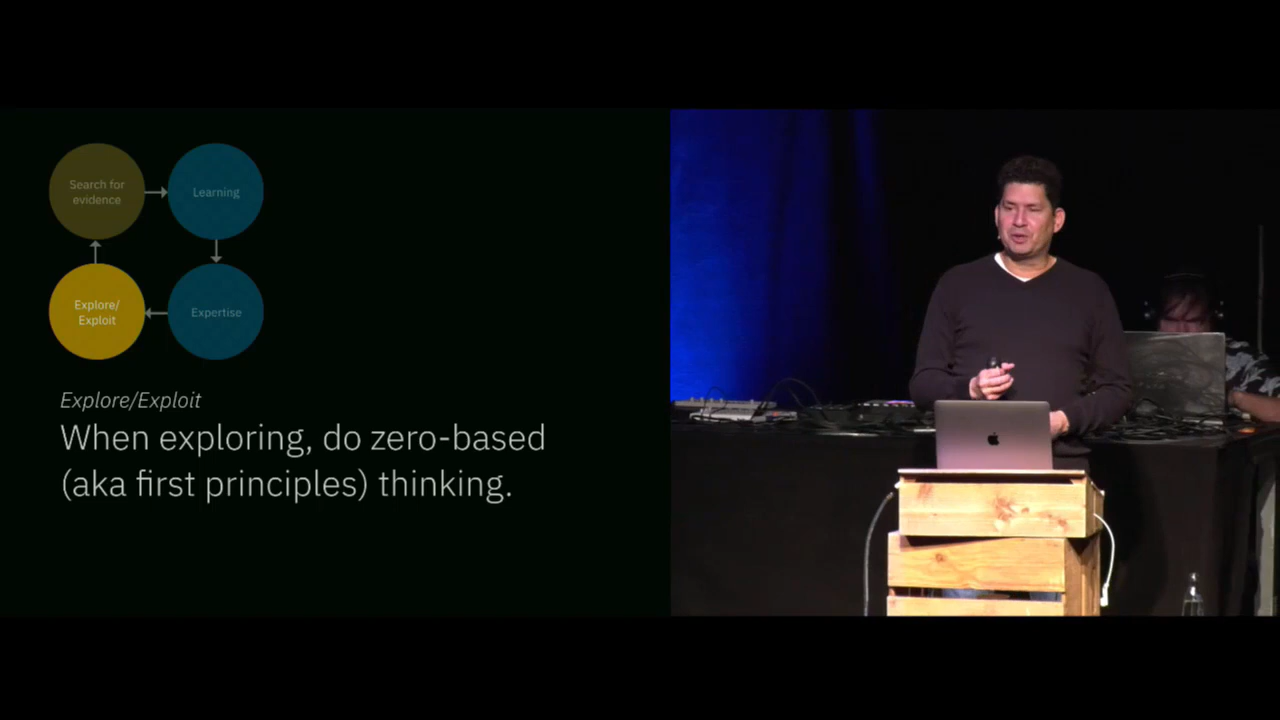 Search for
evidence
Learning
Explore/
Exploit
Expertise
Explore/Exploit
When exploring, do zero-based
(aka first principles) thinking.